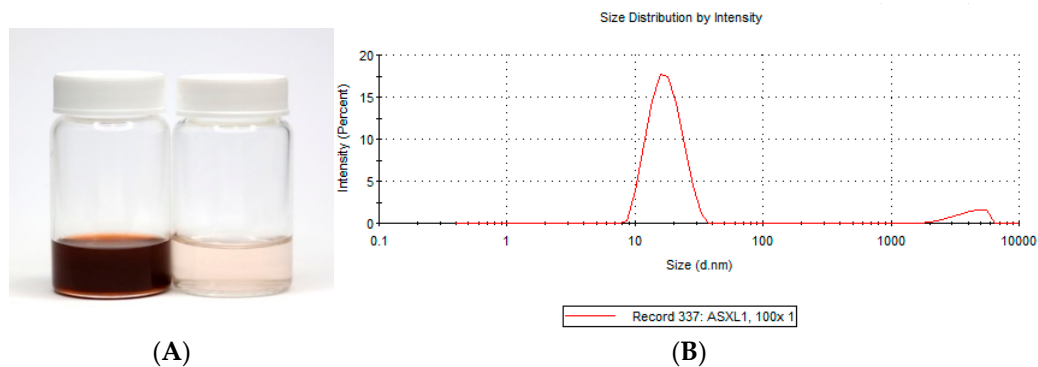 Size Distribution by Intensity
Intensity (Percent)
20
15
10
5
0
0.1 1 10 100 1000 10000
Size (d.nm)
Record 337: ASXL1, 100x 1
(A) (B)